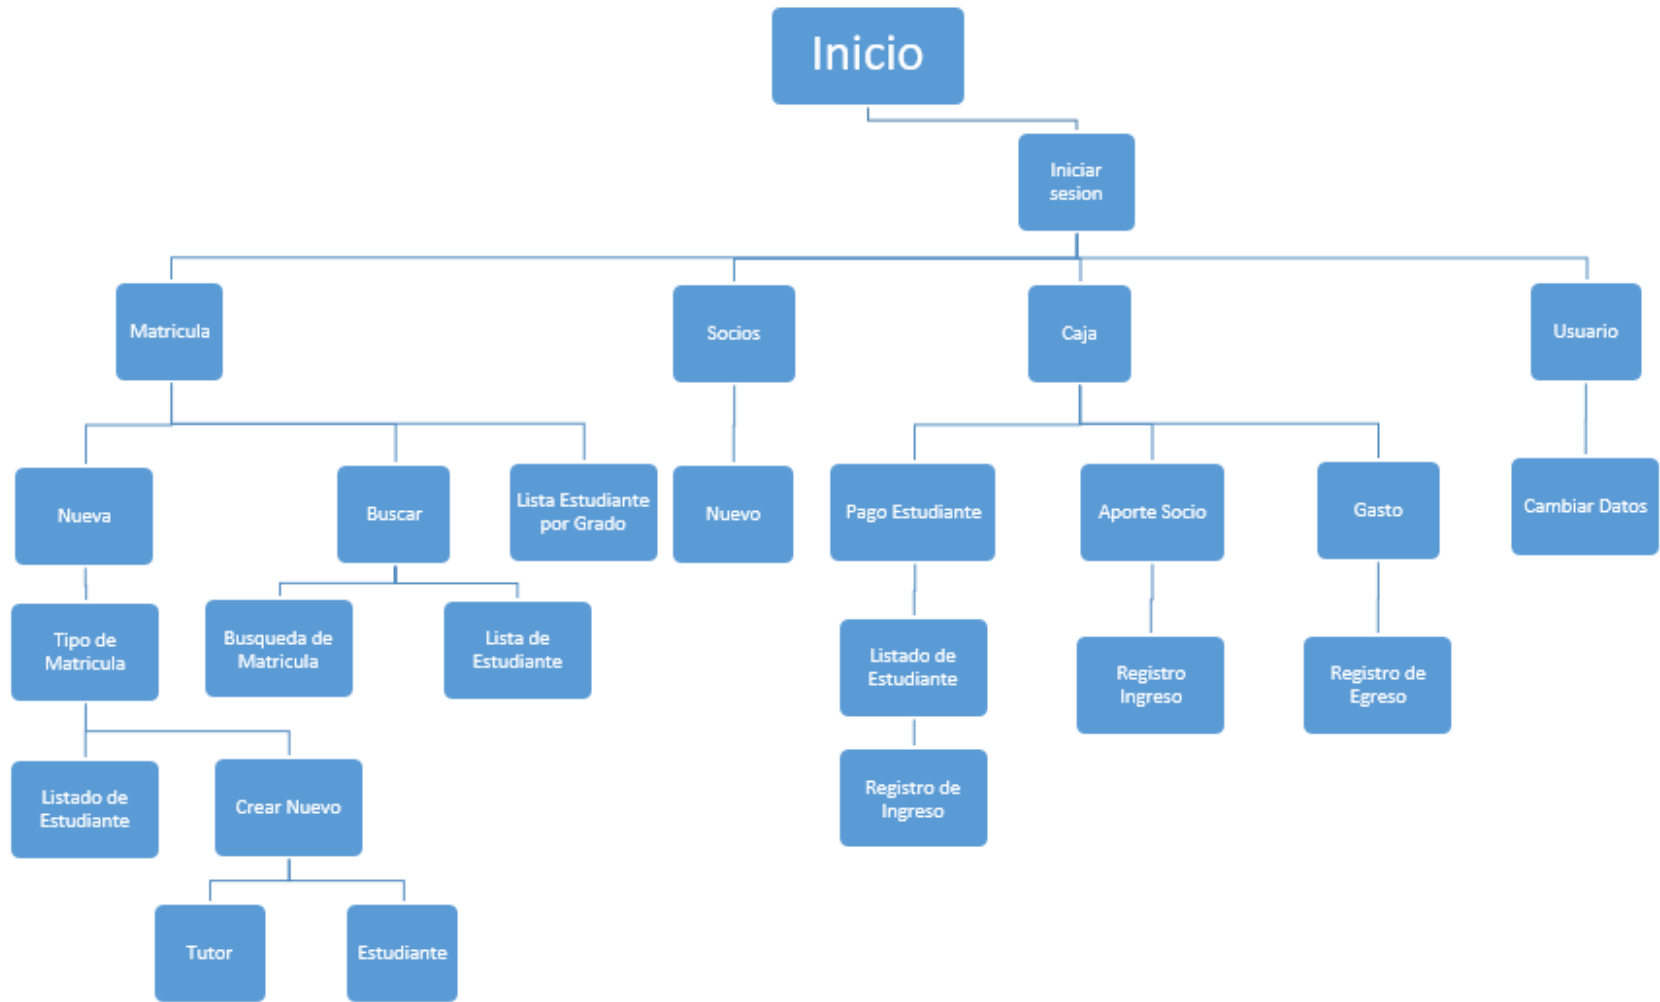 Inicio
Iniciar
sesion
Matricula
Socios
Caja
Usuario
Nueva
Buscar
Lista Estudiante
por Grado
Nuevo
Pago Estudiante
Aporte Socio
Gasto
Cambiar Datos
Tipo de
Matricula
Busqueda de
Matricula
Lista de
Estudiante
Listado de
Estudiante
Registro
Ingreso
Registro de
Egreso
Listado de
Estudiante
Crear Nuevo
Registro de
Ingreso
Tutor
Estudiante